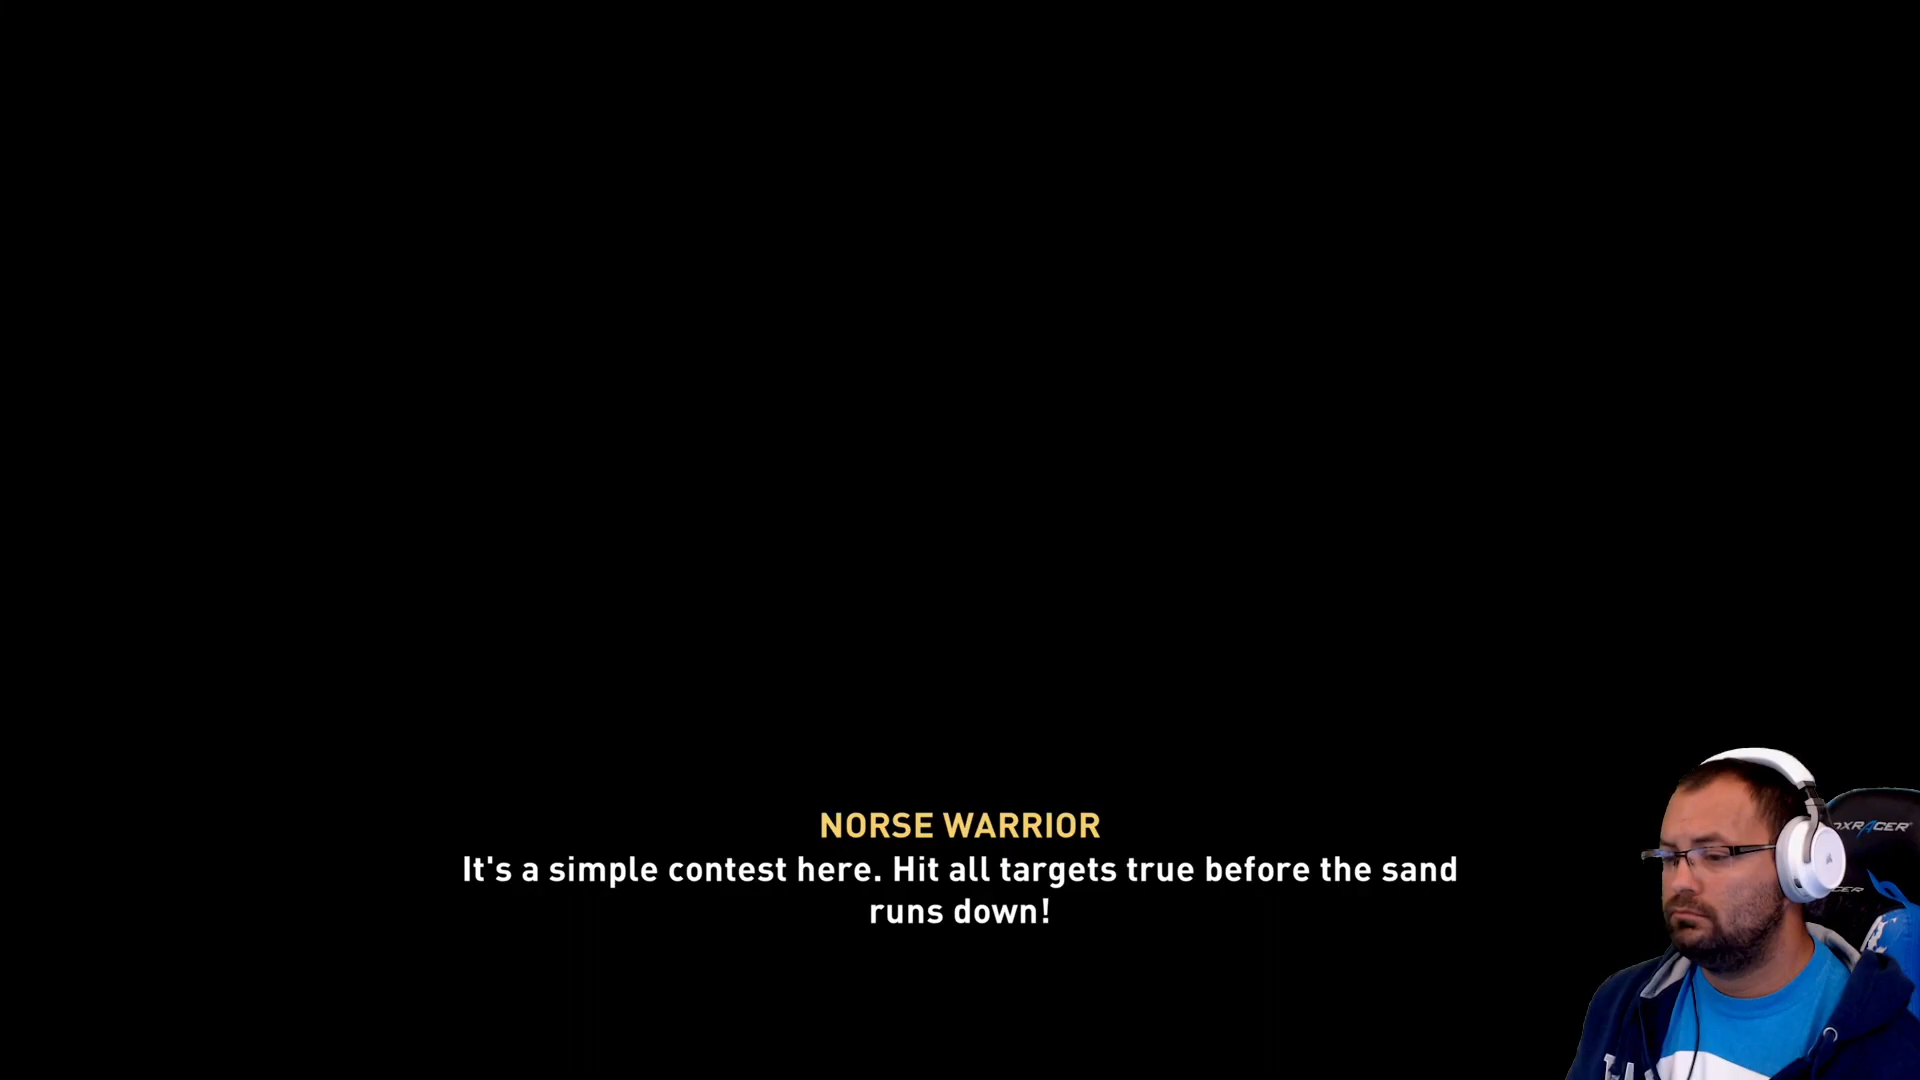 NORSE WARRIOR
It's a simple contest here. Hit all targets true before the sand
runs down!
DXRACER